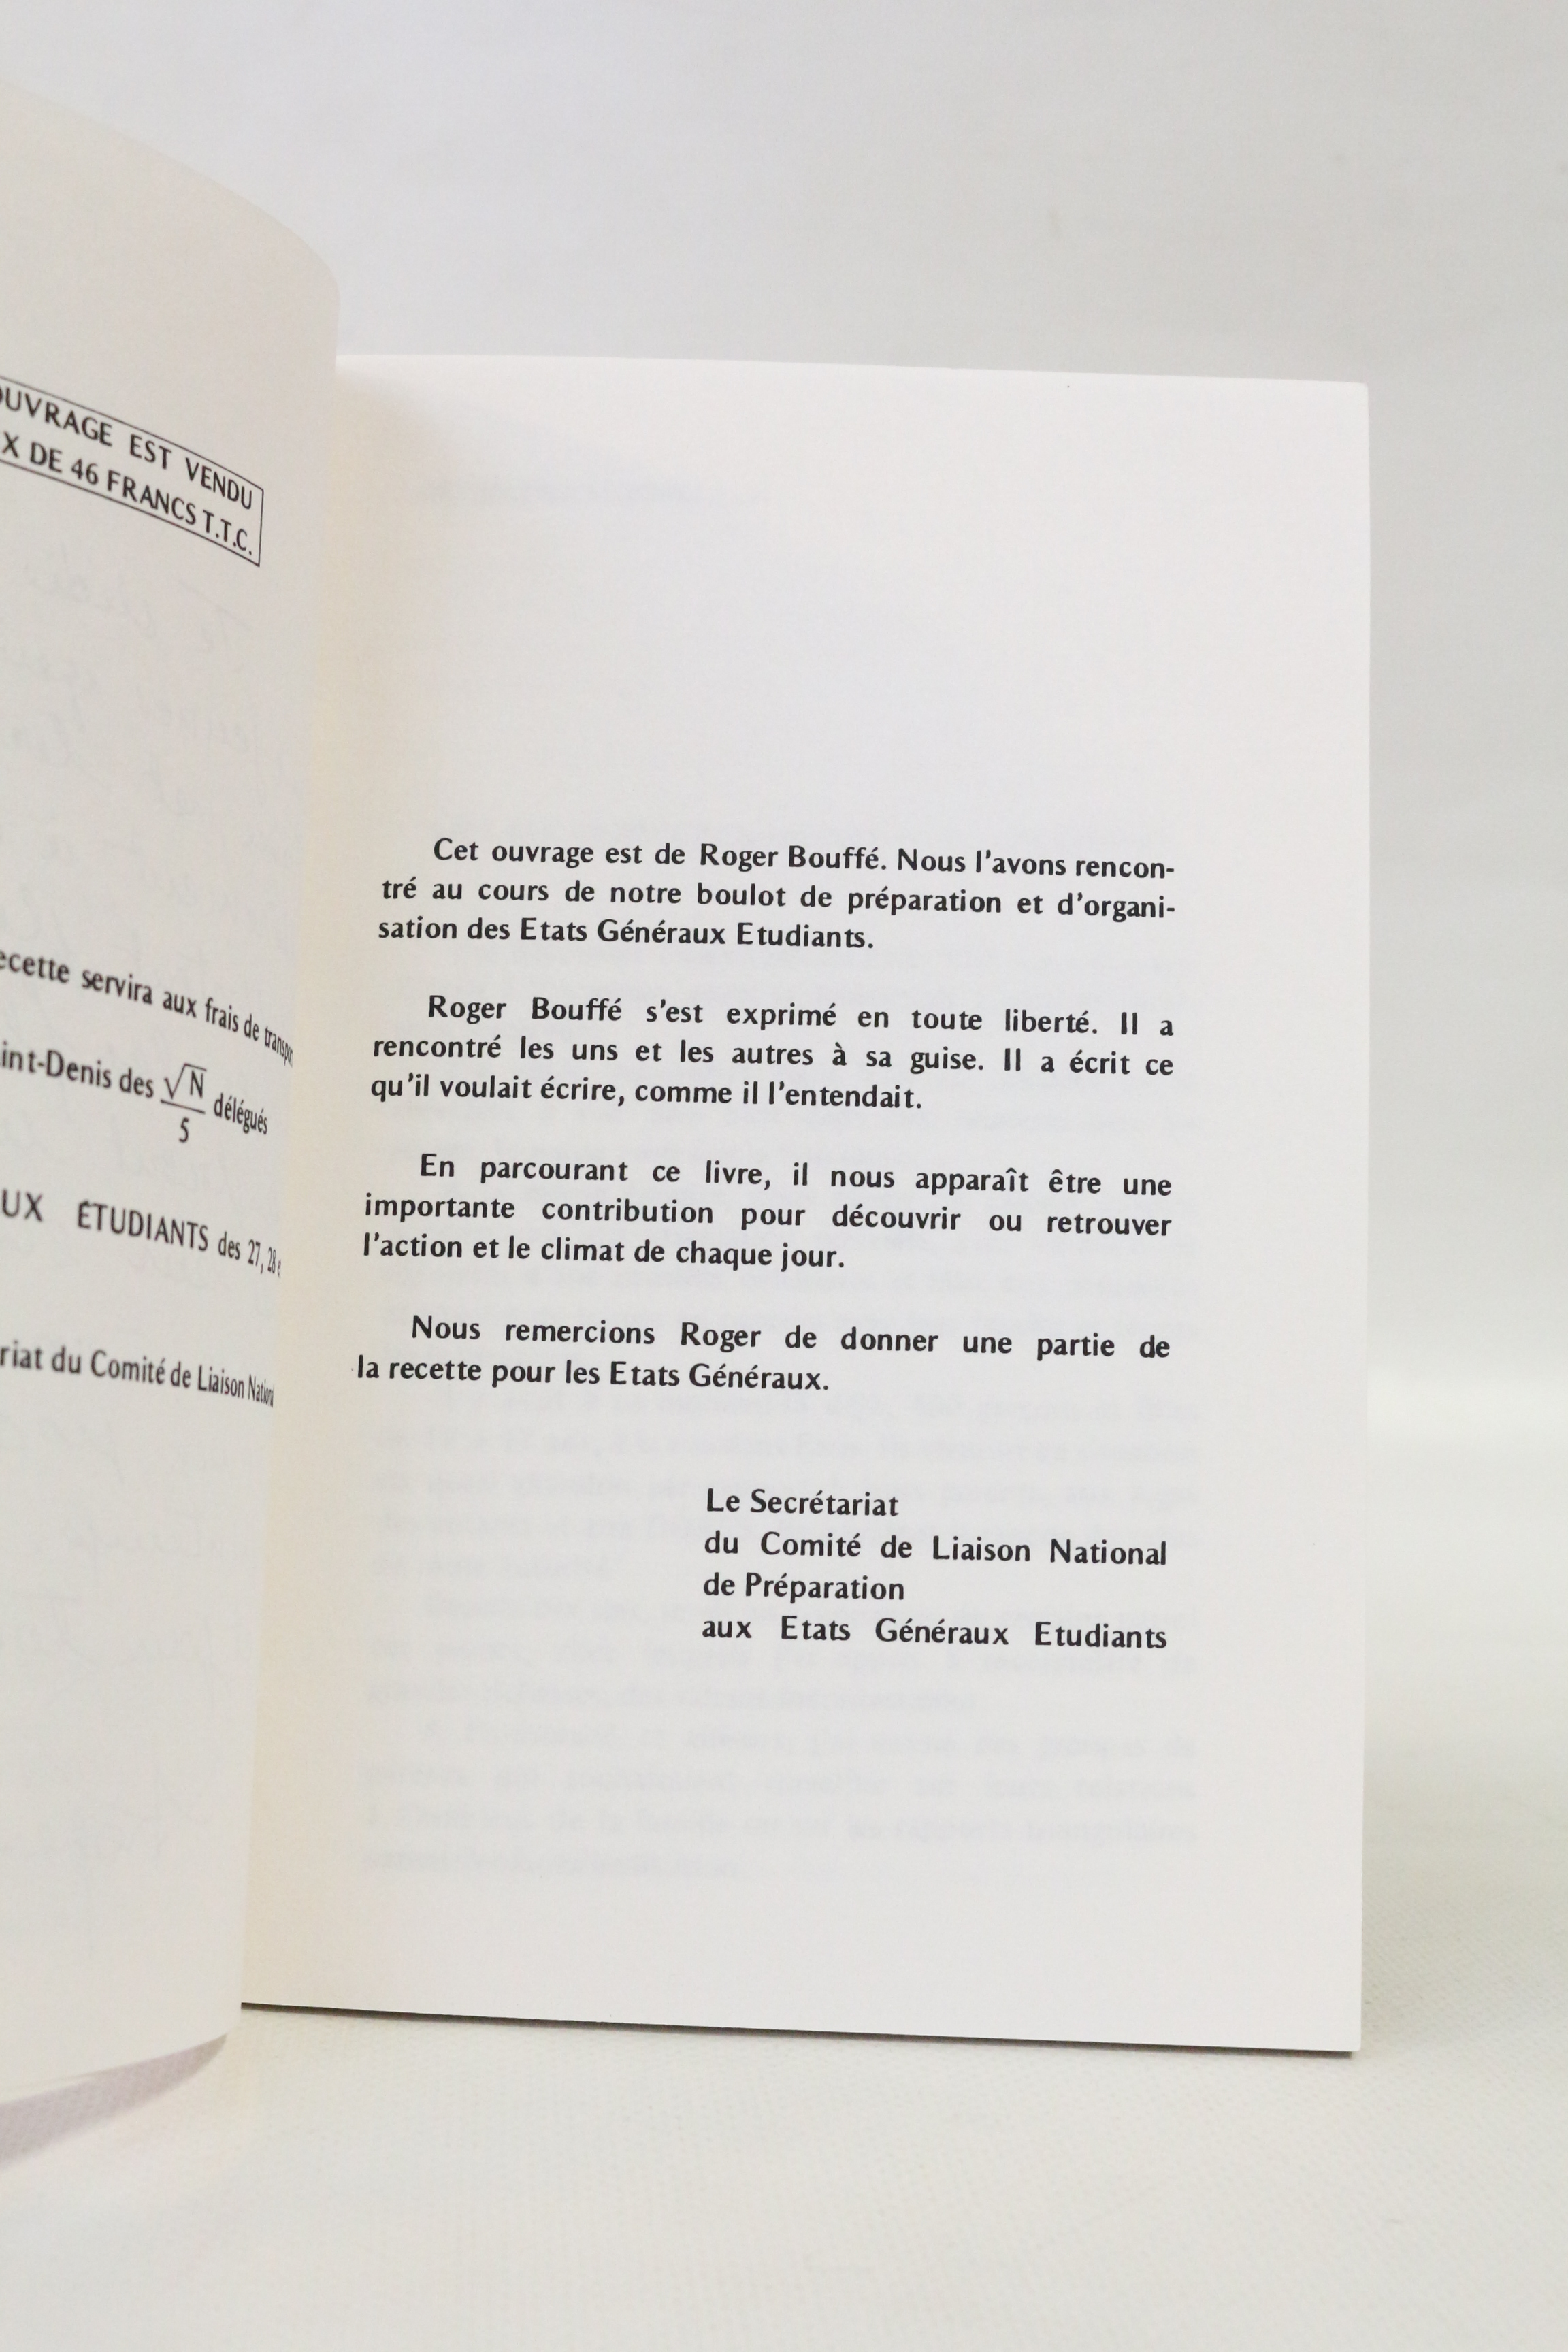 EST VENDU
DE 46 FRANCS T.T.C.
servira aux frais de
des √N/5 délégués
ÉTUDIANTS des 27, 28
du Comité de Liaison
Cet ouvrage est de Roger Bouffé. Nous l'avons rencon-
tré au cours de notre boulot de préparation et d'organi-
sation des Etats Généraux Etudiants.
Roger Bouffé s'est exprimé en toute liberté. Il a
rencontré les uns et les autres à sa guise. Il a écrit ce
qu'il voulait écrire, comme il l'entendait.
En parcourant ce livre, il nous apparaît être une
importante contribution pour découvrir ou retrouver
l'action et le climat de chaque jour.
Nous remercions Roger de donner une partie de
la recette pour les Etats Généraux.
Le Secrétariat
du Comité de Liaison National
de Préparation
aux Etats Généraux Etudiants